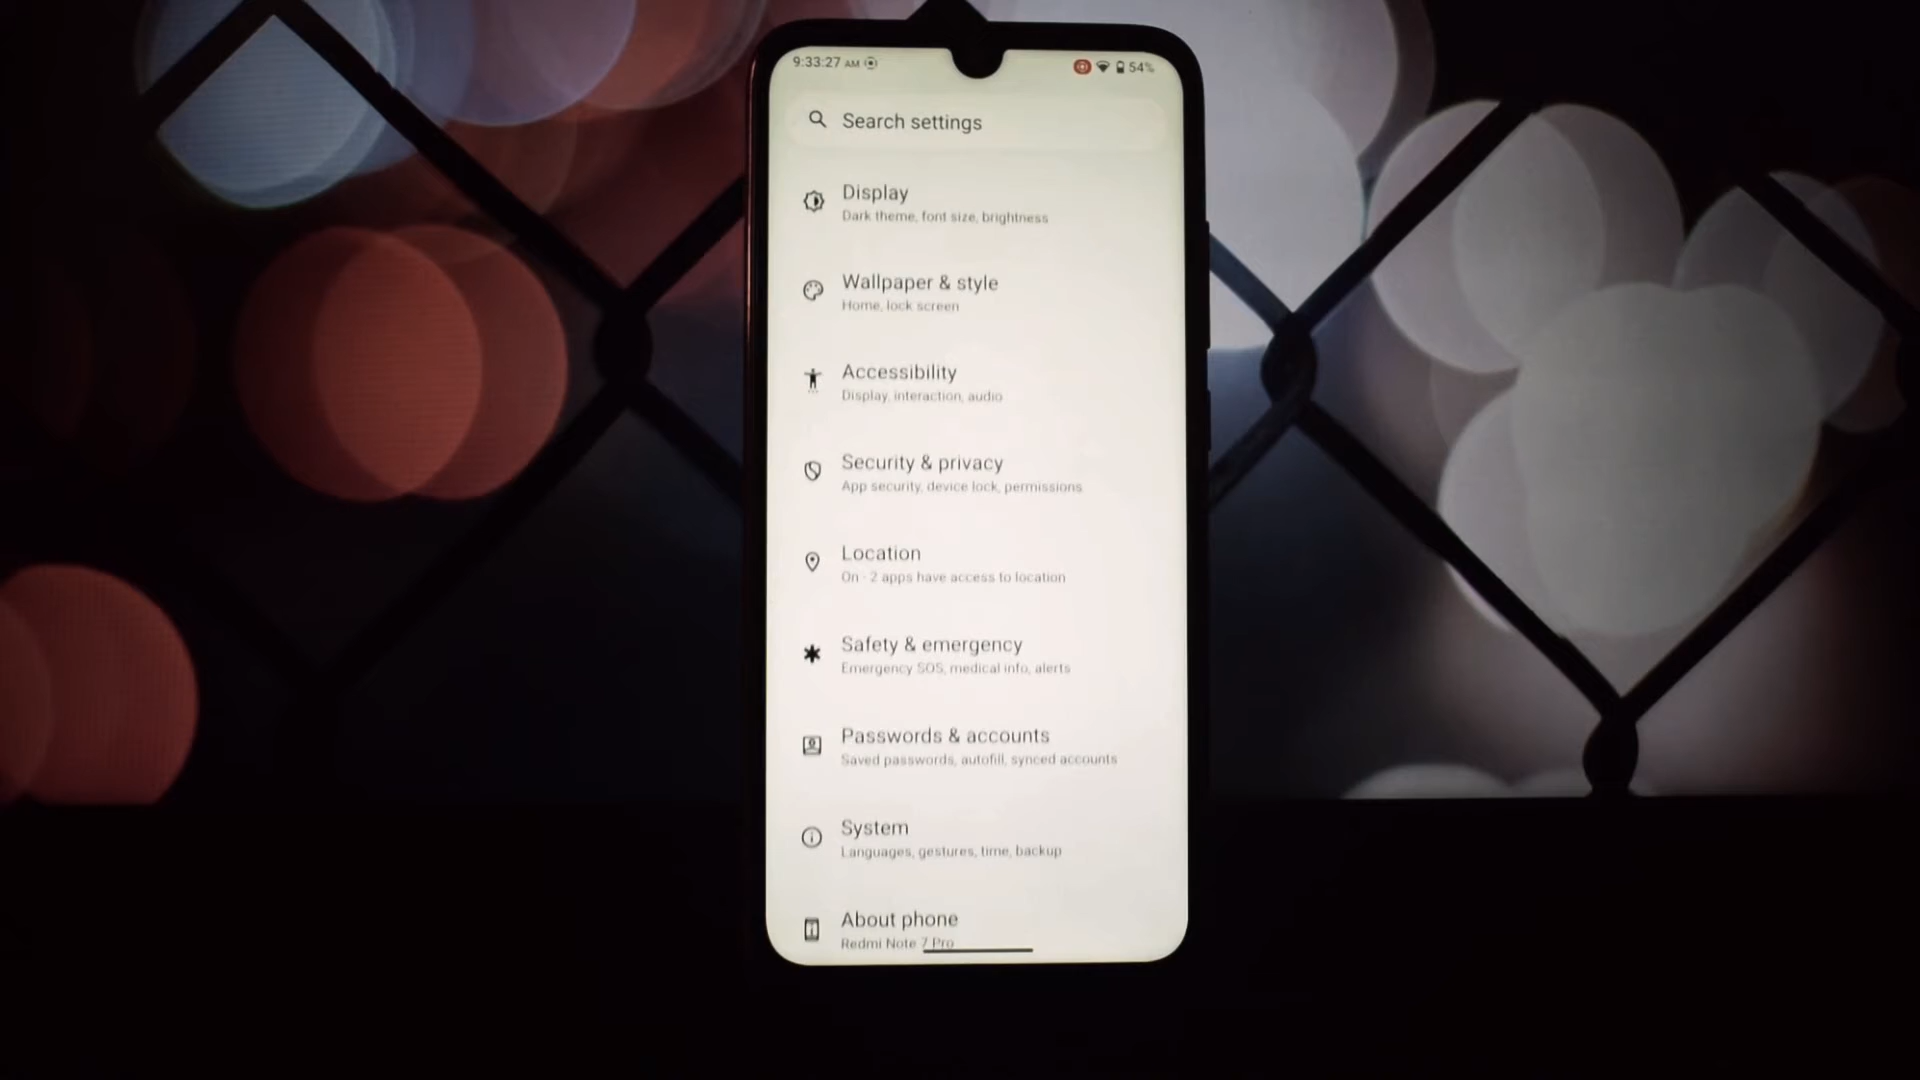 9:33:27 AM
54%
Search settings
Display
Dark theme, font size, brightness
Wallpaper & style
Home, lock screen
Accessibility
Display, interaction, audio
Security & privacy
App security, device lock, permissions
Location
On · 2 apps have access to location
Safety & emergency
Emergency SOS, medical info, alerts
Passwords & accounts
Saved passwords, autofill, synced accounts
System
Languages, gestures, time, backup
About phone
Redmi Note 7 Pro